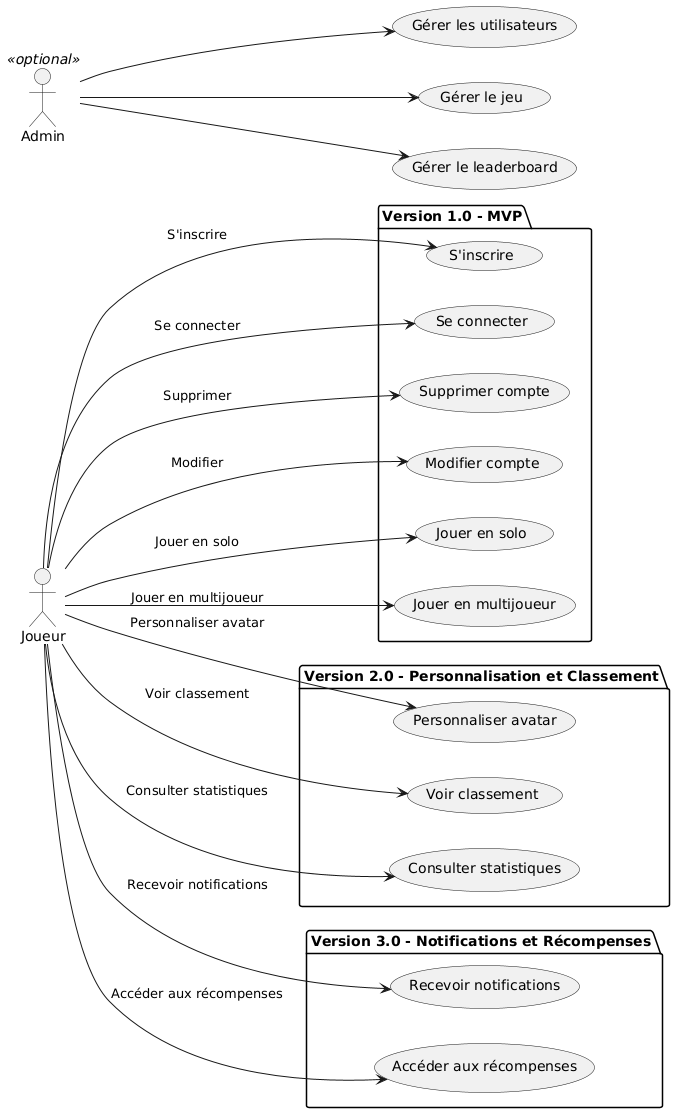 Gérer les utilisateurs
«optional»
Gérer le jeu
Admin
Gérer le leaderboard
Version 1.0 - MVP
S'inscrire
S'inscrire
Se connecter
Se connecter
Supprimer
Supprimer compte
Modifier
Modifier compte
Jouer en solo
Jouer en solo
Jouer en multijoueur
Jouer en multijoueur
Joueur
Personnaliser avatar
Version 2.0 - Personnalisation et Classement
Personnaliser avatar
Voir classement
Voir classement
Consulter statistiques
Consulter statistiques
Recevoir notifications
Version 3.0 - Notifications et Récompenses
Recevoir notifications
Accéder aux récompenses
Accéder aux récompenses